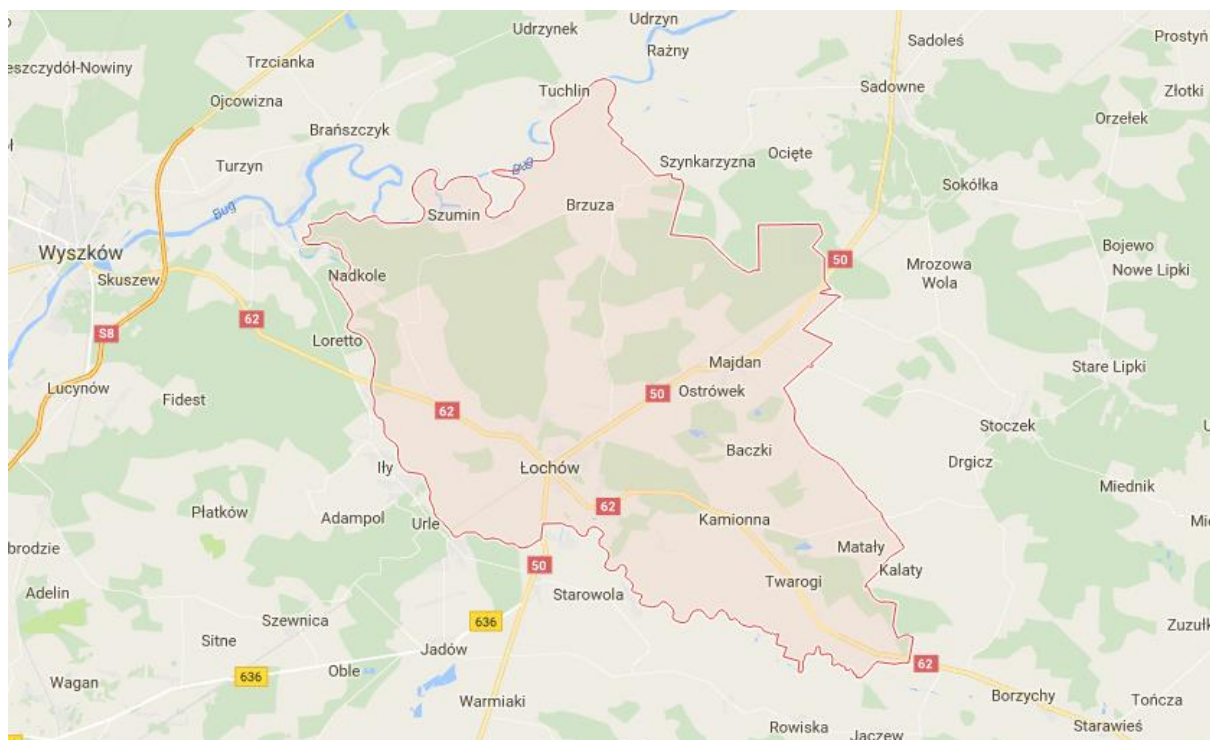 Udrzyn
Udrzynek
Sadoleś
Prostyń
Rażny
Trzcianka
eszczydół-Nowiny
Tuchlin
Sadowne
Złotki
Ojcowizna
Orzełek
Brańszczyk
Ocięte
Szynkarzyzna
Turzyn
Bug
Sokółka
Brzuza
Bug
Szumin
Bojewo
Wyszków
50
Mrozowa
Wola
Nowe Lipki
Nadkole
Skuszew
62
S8
Loretto
Majdan
Stare Lipki
Lucynów
50
Ostrówek
Fidest
62
Stoczek
Baczki
Drgicz
Łochów
Iły
Miednik
62
Płatków
Adampol
Kamionna
Urle
Matały
brodzie
50
Kalaty
Twarogi
Adelin
Starowola
Szewnica
636
Zuzułk
Sitne
Jadów
62
Oble
636
Wagan
Borzychy
Tończa
Warmiaki
Rowiska
Starawieś
Jaczew